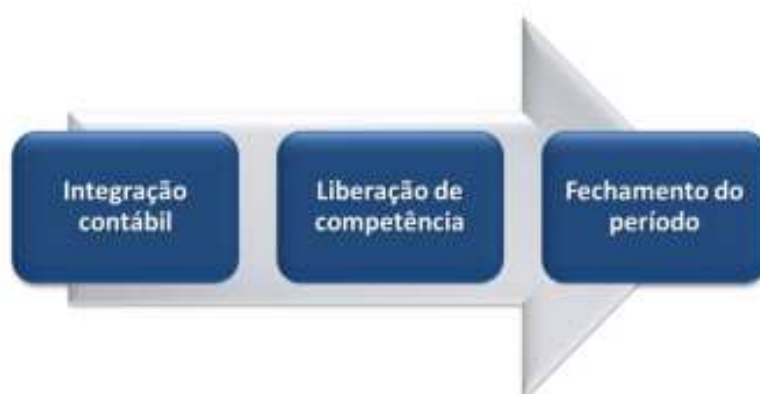 Integração
contábil
Liberação de
competência
Fechamento do
período